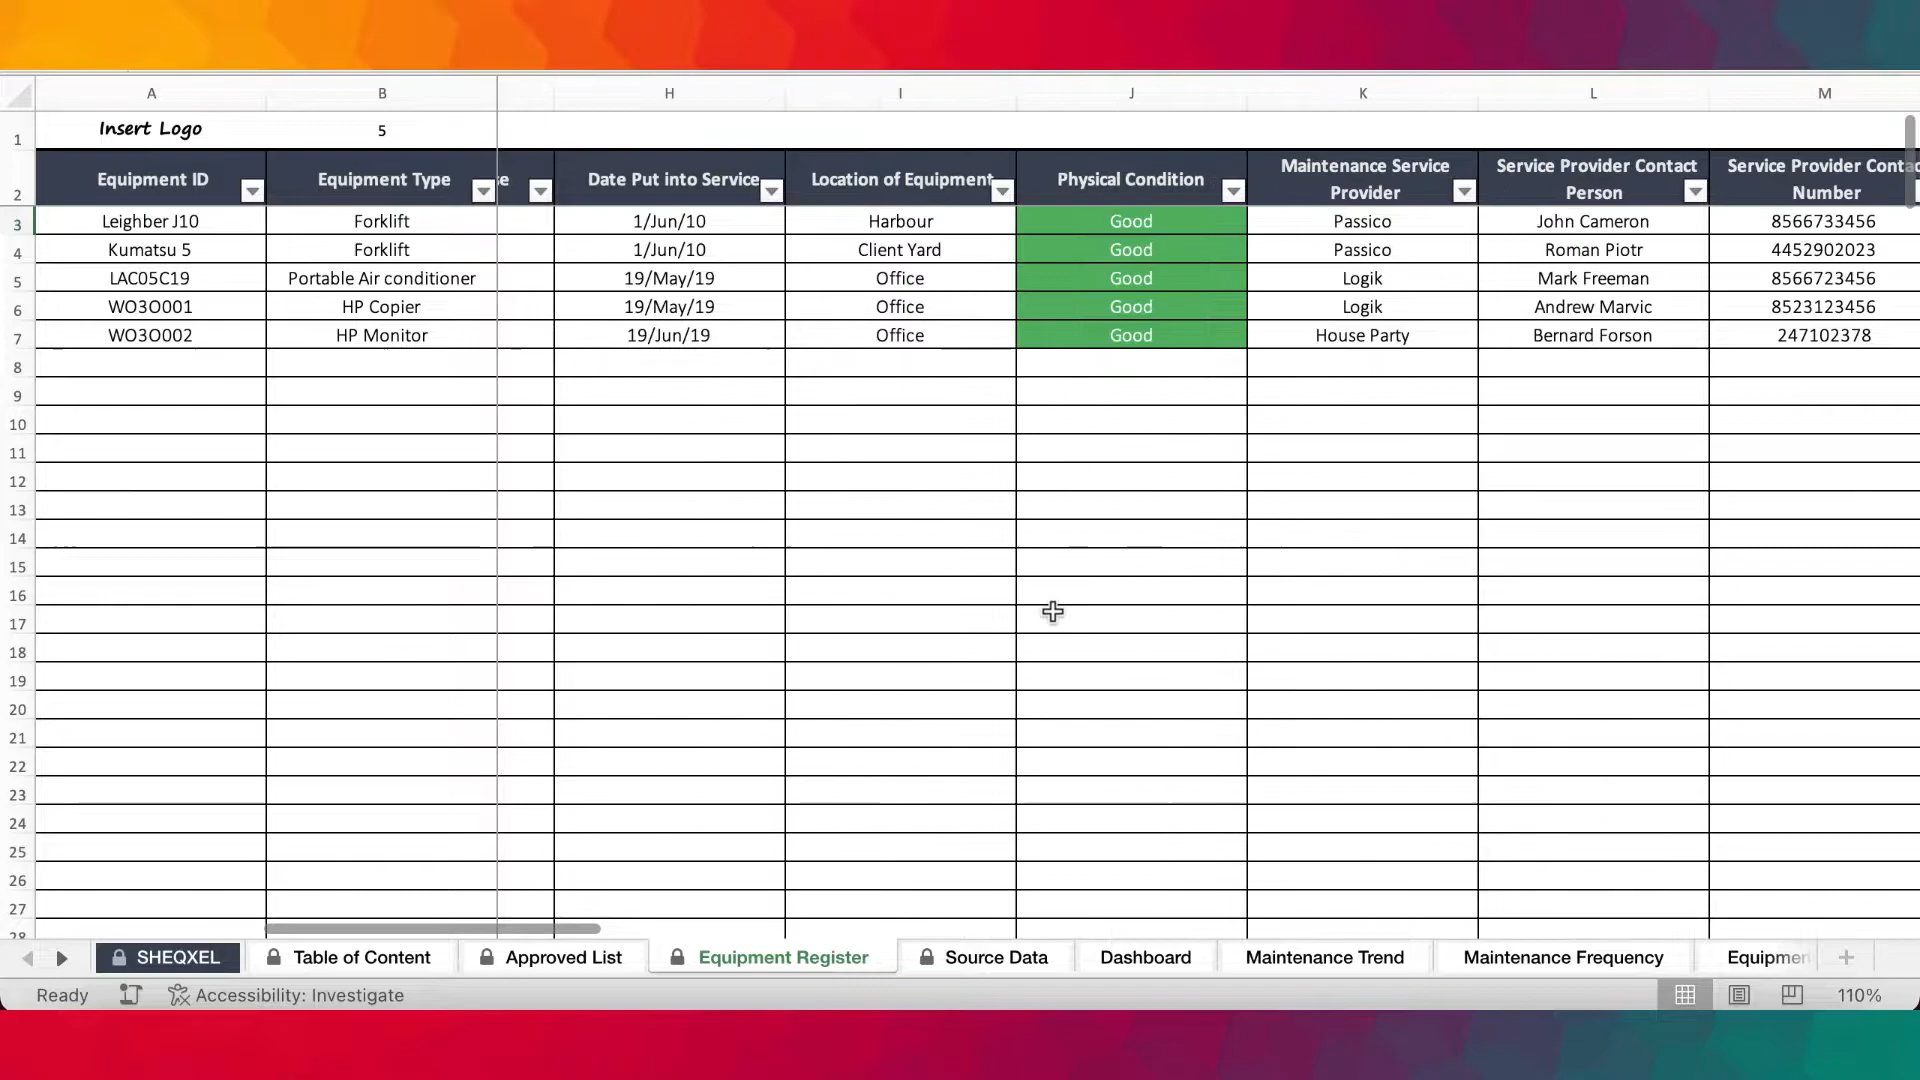 A B H I J K L M
1 Insert Logo 5
2 Equipment ID Equipment Type e Date Put into Service Location of Equipment Physical Condition Maintenance Service Provider Service Provider Contact Person Service Provider Contac Number
3 Leighber J10 Forklift 1/Jun/10 Harbour Good Passico John Cameron 8566733456
4 Kumatsu 5 Forklift 1/Jun/10 Client Yard Good Passico Roman Piotr 4452902023
5 LAC05C19 Portable Air conditioner 19/May/19 Office Good Logik Mark Freeman 8566723456
6 WO3O001 HP Copier 19/May/19 Office Good Logik Andrew Marvic 8523123456
7 WO3O002 HP Monitor 19/Jun/19 Office Good House Party Bernard Forson 247102378
8
9
10
11
12
13
14
15
16
17
18
19
20
21
22
23
24
25
26
27
28
SHEQXEL Table of Content Approved List Equipment Register Source Data Dashboard Maintenance Trend Maintenance Frequency Equipmen
Ready Accessibility: Investigate 110%